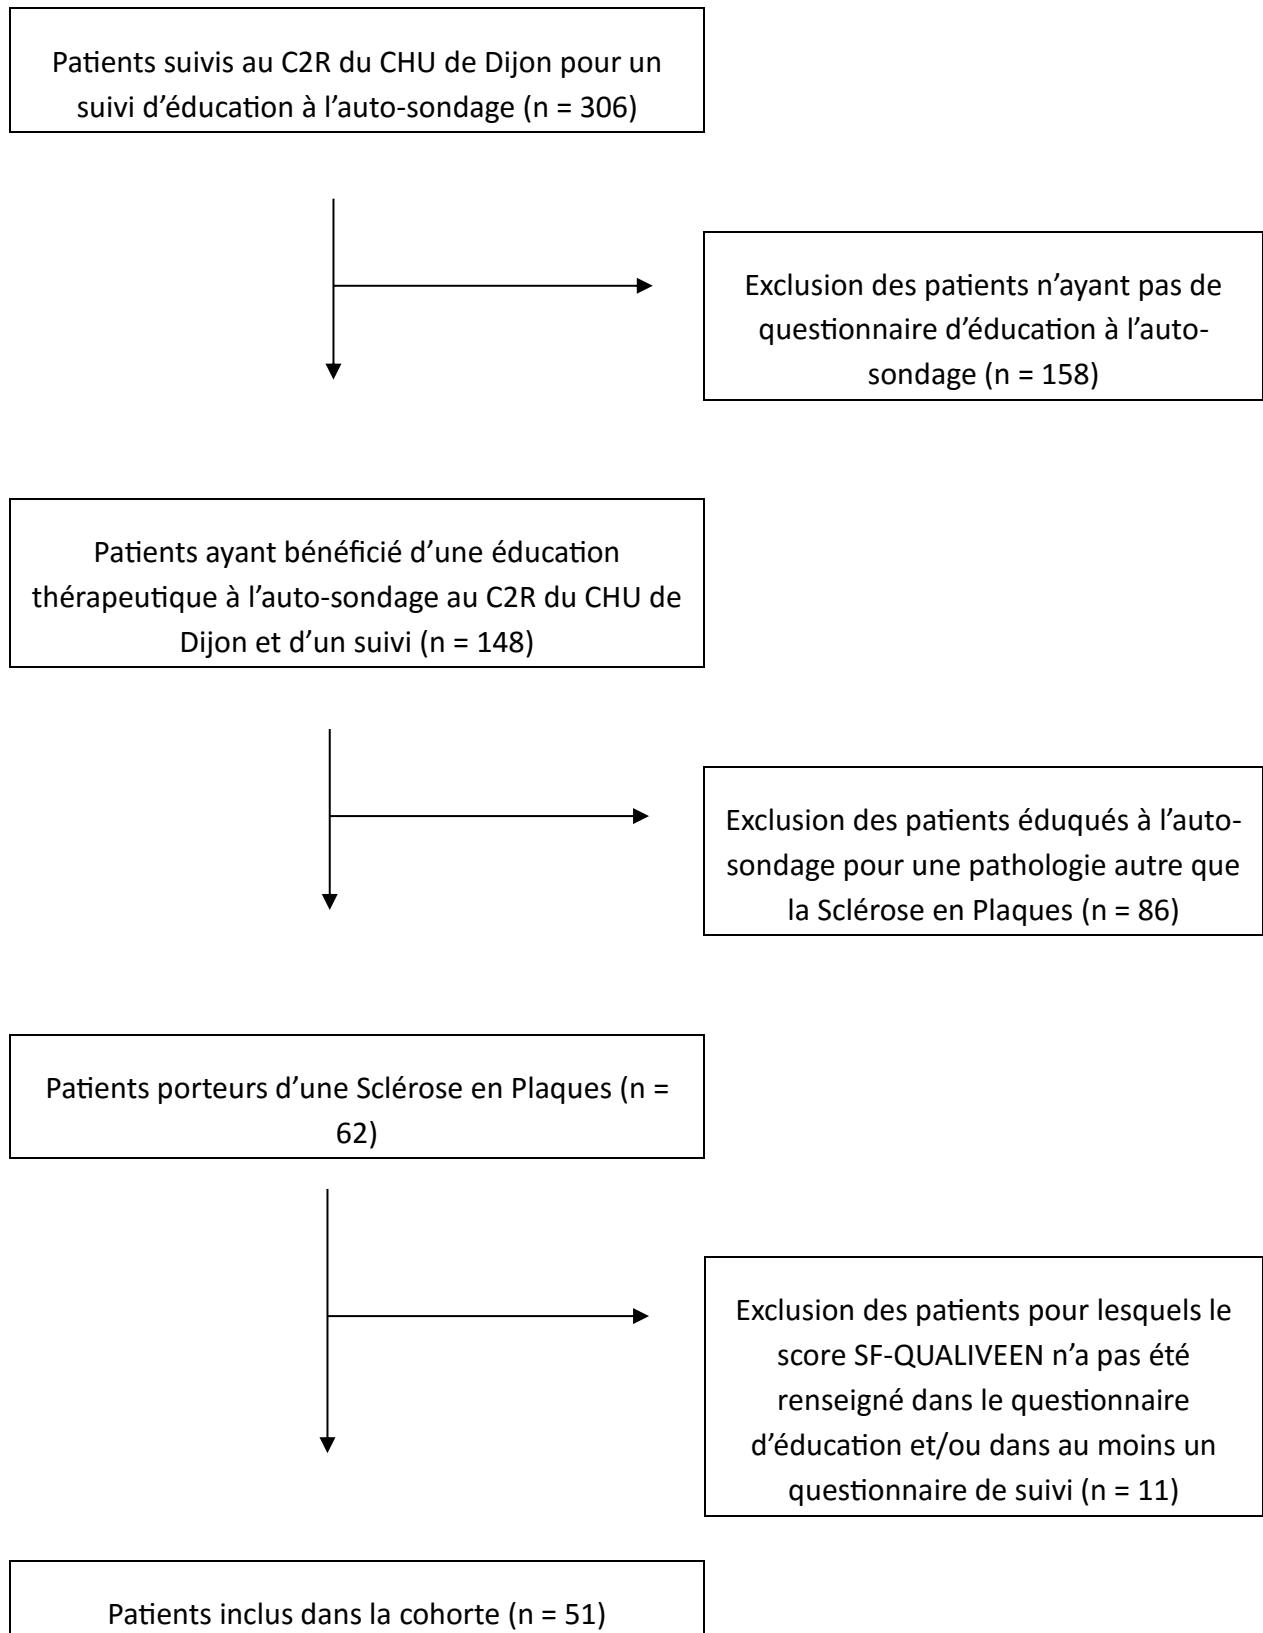 Patients suivis au C2R du CHU de Dijon pour un
suivi d’éducation à l’auto-sondage (n = 306)
Exclusion des patients n’ayant pas de
questionnaire d’éducation à l’auto-
sondage (n = 158)
Patients ayant bénéficié d’une éducation
thérapeutique à l’auto-sondage au C2R du CHU de
Dijon et d’un suivi (n = 148)
Exclusion des patients éduqués à l’auto-
sondage pour une pathologie autre que
la Sclérose en Plaques (n = 86)
Patients porteurs d’une Sclérose en Plaques (n =
62)
Exclusion des patients pour lesquels le
score SF-QUALIVEEN n’a pas été
renseigné dans le questionnaire
d’éducation et/ou dans au moins un
questionnaire de suivi (n = 11)
Patients inclus dans la cohorte (n = 51)